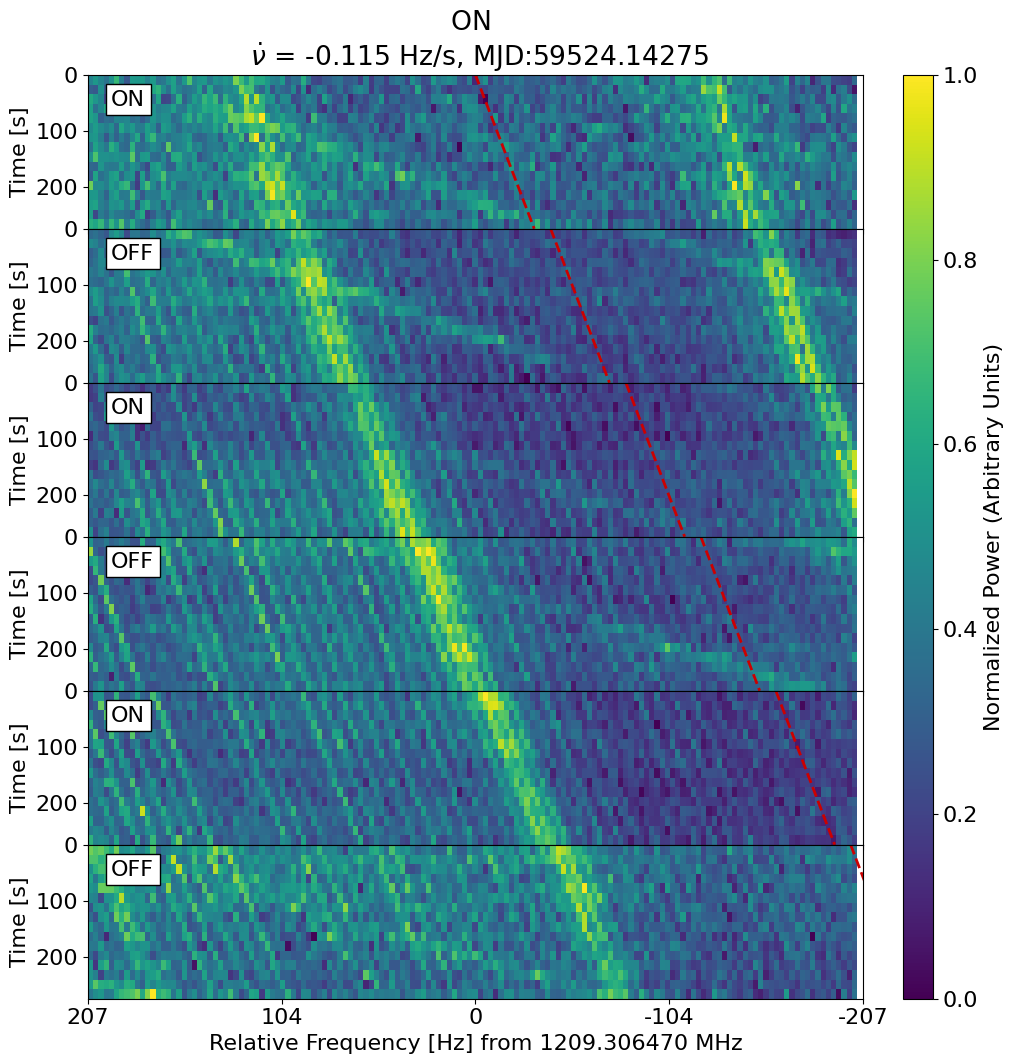 ON
ν̇ = -0.115 Hz/s, MJD:59524.14275
0
100
200
Time [s]
ON
0
100
200
Time [s]
OFF
0
100
200
Time [s]
ON
0
100
200
Time [s]
OFF
0
100
200
Time [s]
ON
0
100
200
Time [s]
OFF
207 104 0 -104 -207
Relative Frequency [Hz] from 1209.306470 MHz
1.0
0.8
0.6
0.4
0.2
0.0
Normalized Power (Arbitrary Units)